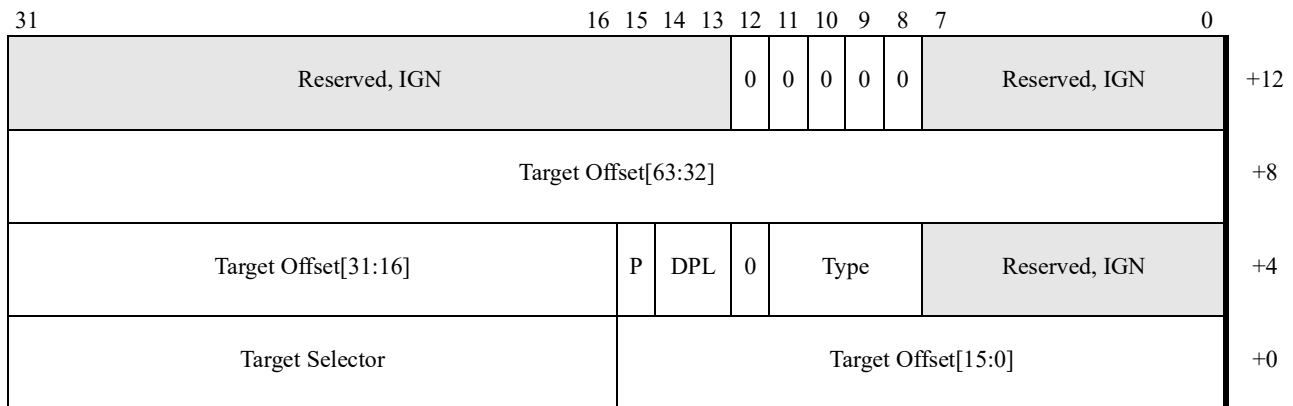 31 16 15 14 13 12 11 10 9 8 7 0
Reserved, IGN 0 0 0 0 0 Reserved, IGN +12
Target Offset[63:32] +8
Target Offset[31:16] P DPL 0 Type Reserved, IGN +4
Target Selector Target Offset[15:0] +0